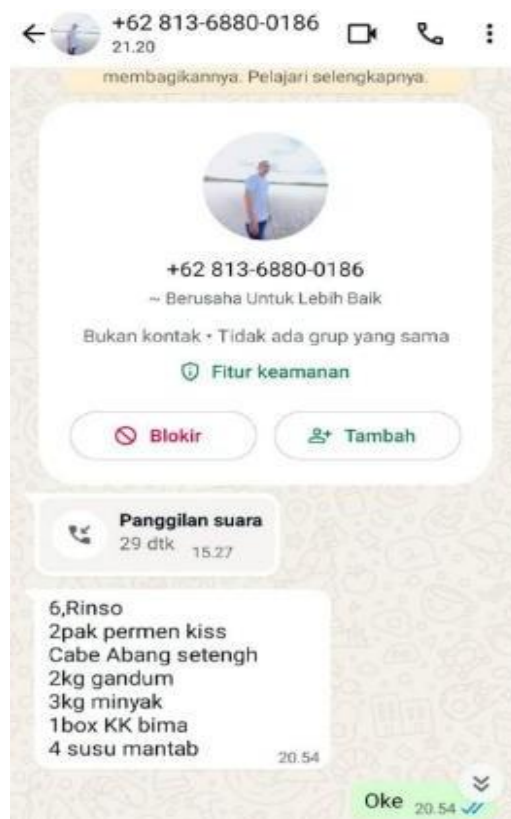 +62 813-6880-0186
21.20
membagikannya. Pelajari selengkapnya.
+62 813-6880-0186
~ Berusaha Untuk Lebih Baik
Bukan kontak • Tidak ada grup yang sama
Fitur keamanan
Blokir
Tambah
Panggilan suara
29 dtk 15.27
6,Rinso
2pak permen kiss
Cabe Abang setengh
2kg gandum
3kg minyak
1box KK bima
4 susu mantab
20.54
Oke 20.54